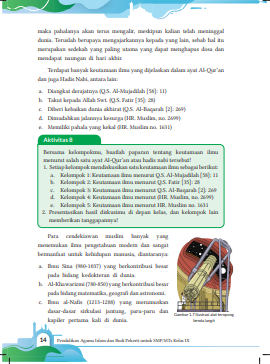 maka pahalanya akan terus mengalir, meskipun kalian telah meninggal
dunia. Teruslah berupaya mengajarkannya kepada yang lain, sebab hal itu
merupakan sedekah yang paling utama yang dapat menghapus dosa dan
mendapat naungan di hari akhir.
Terdapat banyak keutamaan ilmu yang dijelaskan dalam ayat Al-Qur'an
dan juga Hadis Nabi, antara lain:
a. Diangkat derajatnya (Q.S. Al-Mujadilah [58]: 11)
b. Takut kepada Allah Swt. (Q.S. Fatir [35]: 28)
c. Diberi kebaikan dunia akhirat (Q.S. Al-Baqarah [2]: 269)
d. Dimudahkan jalannya kesurga (HR. Muslim, no. 2699)
e. Memiliki pahala yang kekal (HR. Muslim no. 1631)
Aktivitas 8
Bersama kelompokmu, buatlah paparan tentang keutamaan ilmu
menurut salah satu ayat Al-Qur'an atau hadis nabi tersebut!
1. Setiap kelompok mendiskusikan satu keutamaan ilmu sebagai berikut:
a. Kelompok 1: Keutamaan ilmu menurut Q.S. Al-Mujadilah [58]: 11
b. Kelompok 2: Keutamaan ilmu menurut Q.S. Fatir [35]: 28
c. Kelompok 3: Keutamaan ilmu menurut Q.S. Al-Baqarah [2]: 269
d. Kelompok 4: Keutamaan ilmu menurut (HR. Muslim, no. 2699)
e. Kelompok 5: Keutamaan ilmu menurut HR. Muslim no. 1631
2. Presentasikan hasil diskusimu di depan kelas, dan kelompok lain
memberikan tanggapannya!
Para cendekiawan muslim banyak yang
menemukan ilmu pengetahuan modern dan sangat
bermanfaat untuk kehidupan manusia, diantaranya:
a. Ibnu Sina (980-1037) yang berkontribusi besar
pada bidang kedokteran di dunia.
b. Al-Khawarizmi (780-850) yang berkontribusi besar
pada bidang matematika, geografi dan astronomi.
c. Ibnu al-Nafis (1213-1288) yang merumuskan
dasar-dasar sirkulasi jantung, paru-paru dan
kapiler pertama kali di dunia.
Gambar 1.7 Ilustrasi alat teropong
benda langit
14
Pendidikan Agama Islam dan Budi Pekerti untuk SMP/MTs Kelas IX